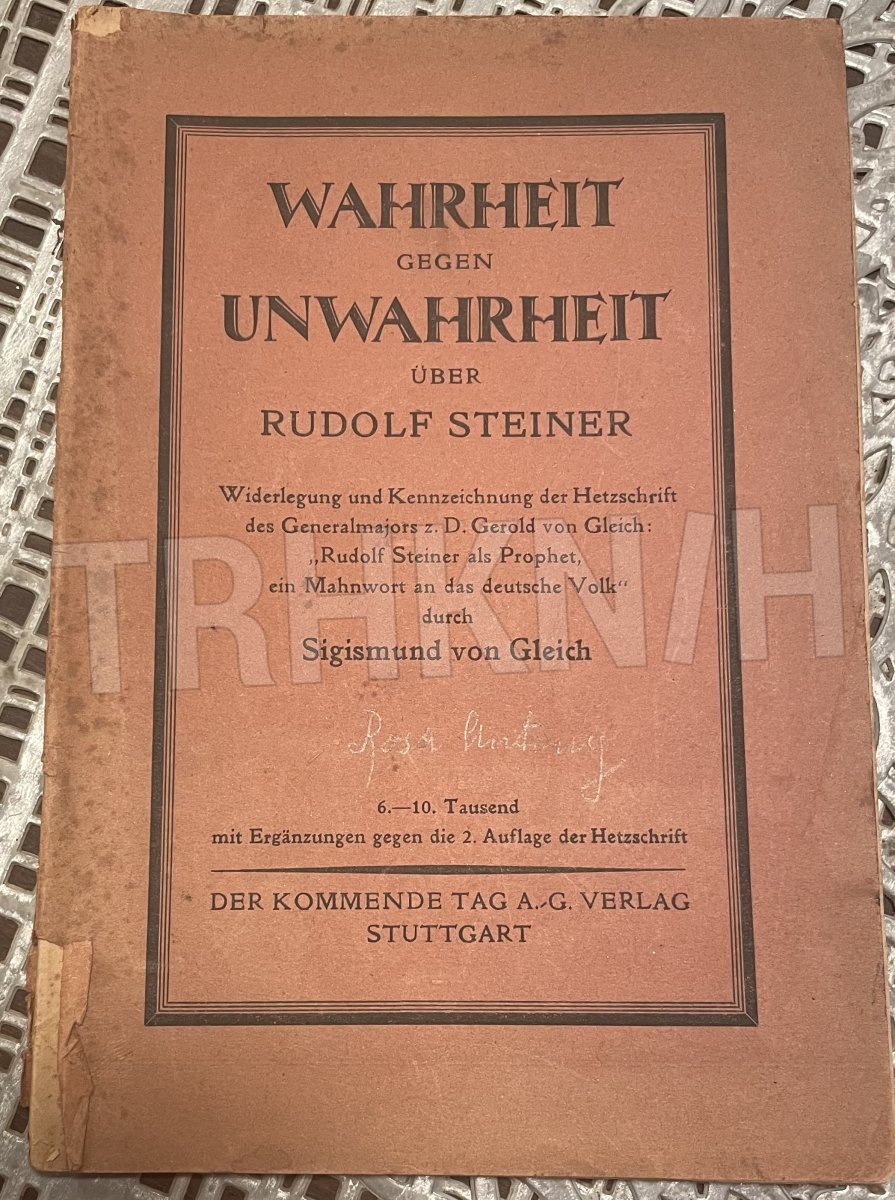 WAHRHEIT
GEGEN
UNWAHRHEIT
ÜBER
RUDOLF STEINER
Widerlegung und Kennzeichnung der Hetzschrift
des Generalmajors z. D. Gerold von Gleich:
„Rudolf Steiner als Prophet,
ein Mahnwort an das deutsche Volk“
durch
Sigismund von Gleich
TRHKN/H
Rosa
6.—10. Tausend
mit Ergänzungen gegen die 2. Auflage der Hetzschrift
DER KOMMENDE TAG A.-G. VERLAG
STUTTGART